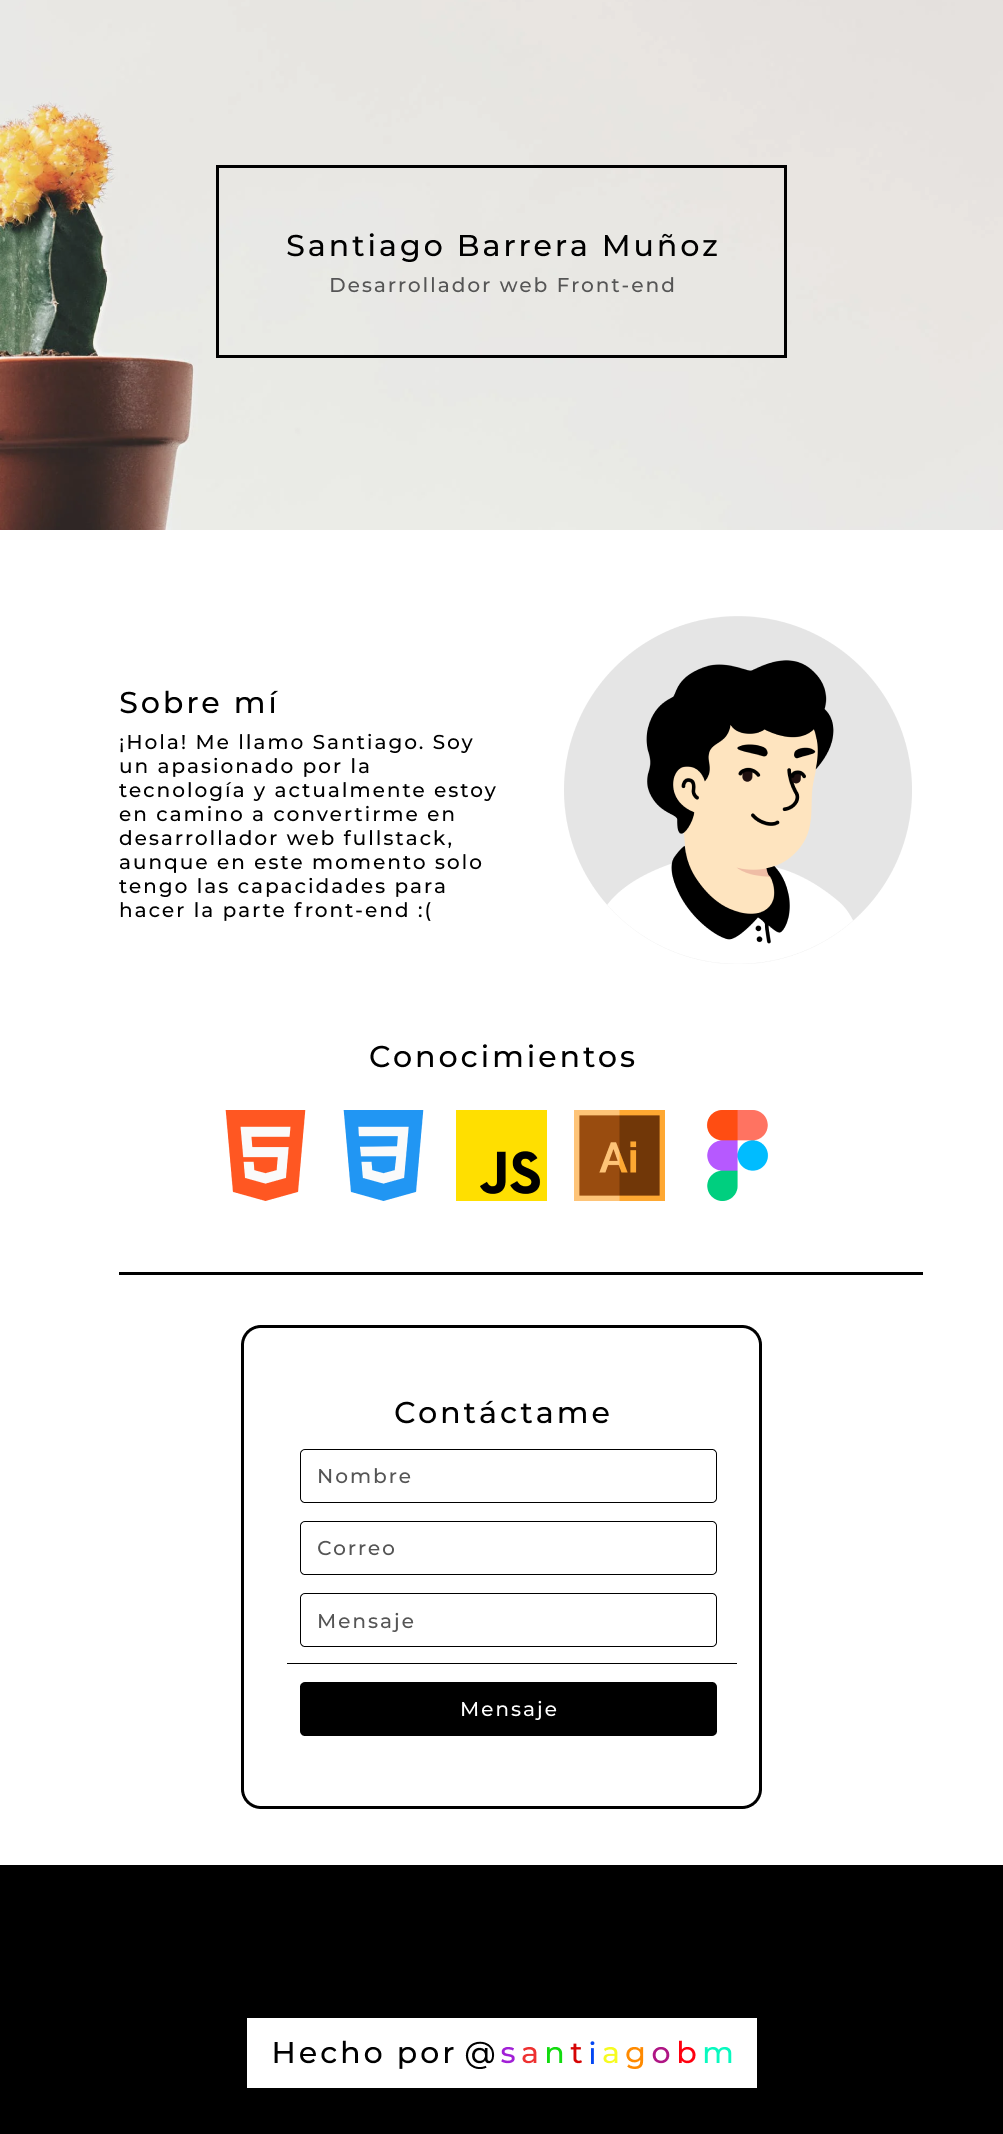 Santiago Barrera Muñoz
Desarrollador web Front-end
Sobre mí
¡Hola! Me llamo Santiago. Soy
un apasionado por la
tecnología y actualmente estoy
en camino a convertirme en
desarrollador web fullstack,
aunque en este momento solo
tengo las capacidades para
hacer la parte front-end :(
Conocimientos
5 3 JS Ai
Contáctame
Nombre
Correo
Mensaje
Mensaje
Hecho por @santiagobm